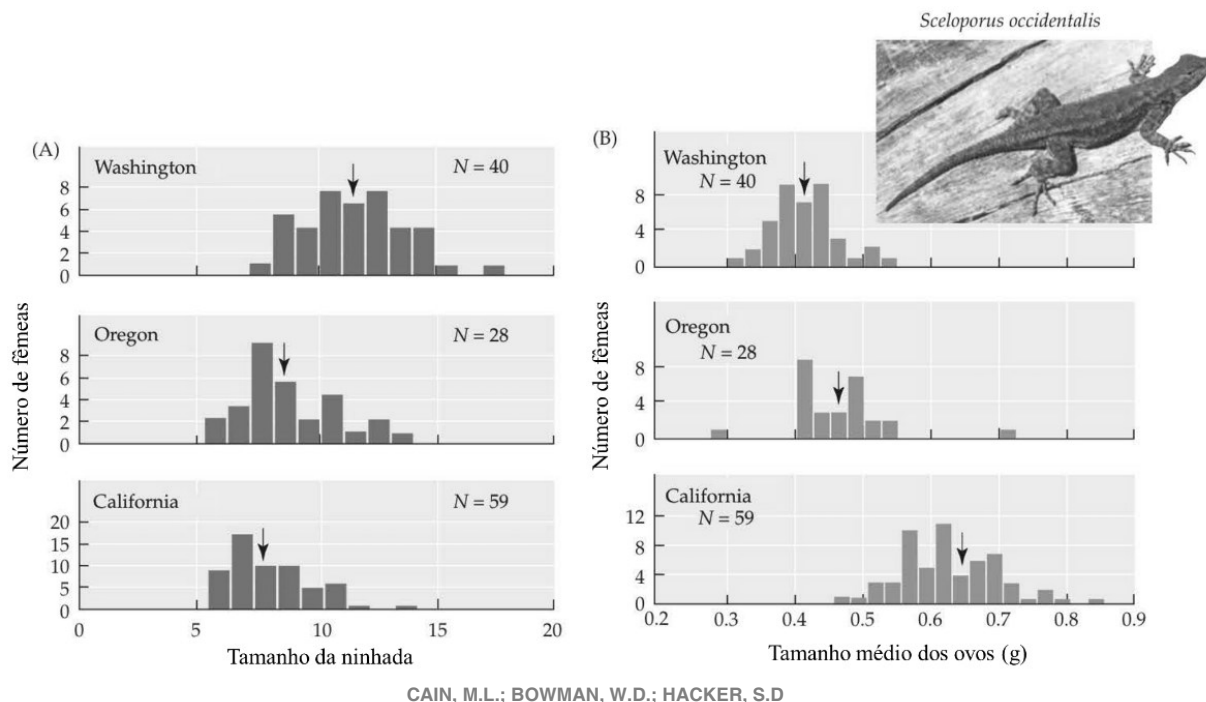 Sceloporus occidentalis
(A)
Washington
N = 40
8
6
4
2
0
5
Oregon
N = 28
8
6
4
2
0
California
N = 59
20
15
10
5
0
0
5
10
15
20
Número de fêmeas
Tamanho da ninhada
(B)
Washington
N = 40
8
4
0
Oregon
N = 28
8
4
0
California
N = 59
12
8
4
0
0.2
0.3
0.4
0.5
0.6
0.7
0.8
0.9
Número de fêmeas
Tamanho médio dos ovos (g)
CAIN, M.L.; BOWMAN, W.D.; HACKER, S.D